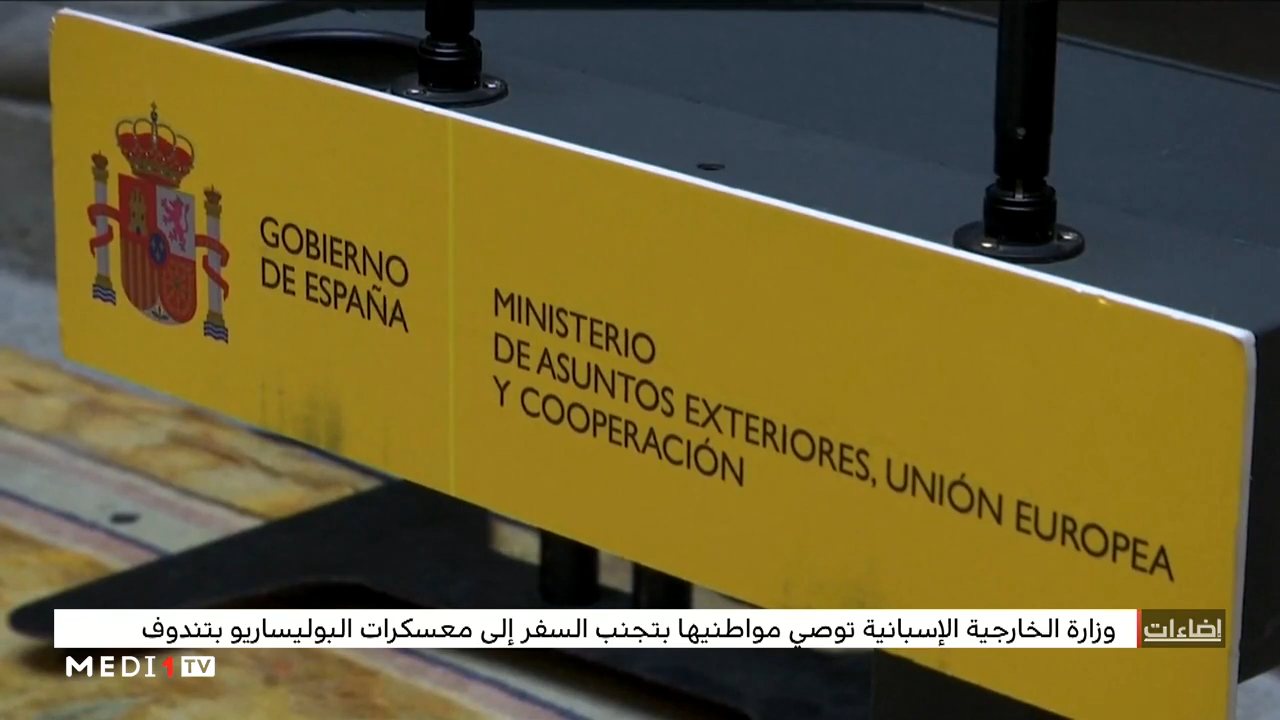 GOBIERNO
DE ESPAÑA
MINISTERIO
DE ASUNTOS EXTERIORES, UNIÓN EUROPEA
Y COOPERACIÓN
إضاءات
وزارة الخارجية الإسبانية توصي مواطنيها بتجنب السفر إلى معسكرات البوليساريو بتندوف
MEDI1TV